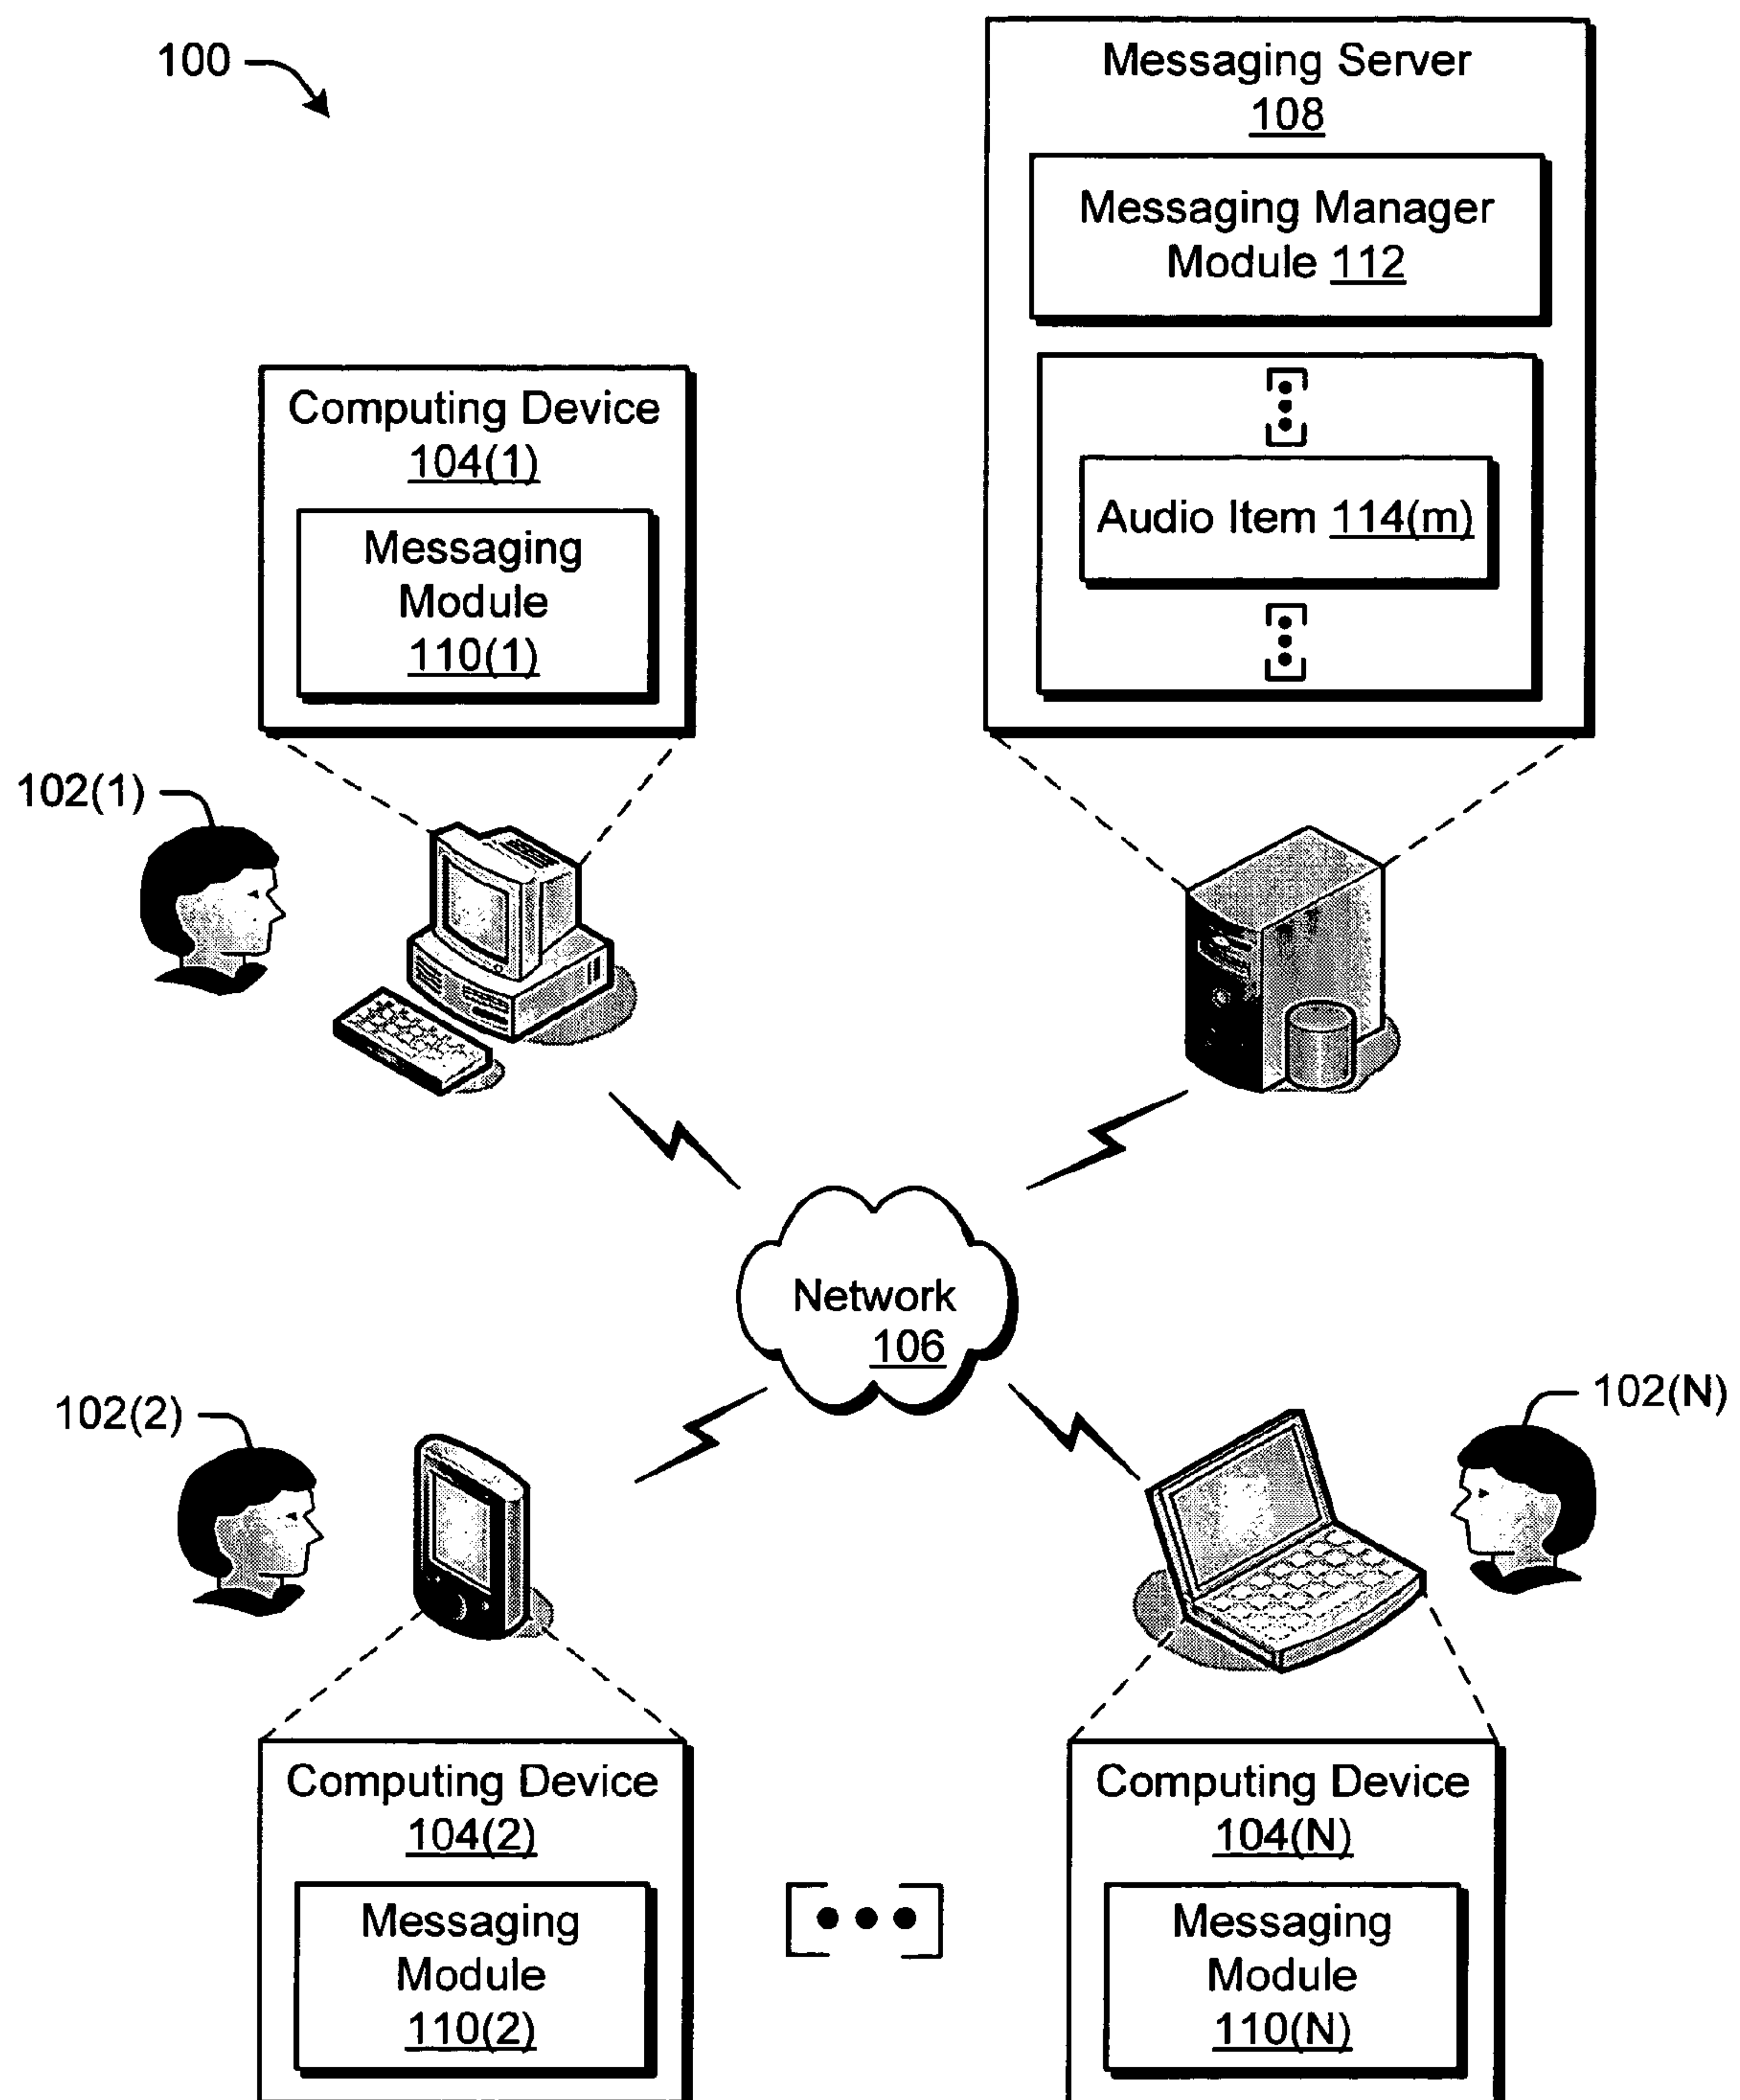 100
Messaging Server
108
Messaging Manager
Module 112
Audio Item 114(m)
Computing Device
104(1)
Messaging
Module
110(1)
102(1)
Network
106
102(2)
102(N)
Computing Device
104(2)
Messaging
Module
110(2)
Computing Device
104(N)
Messaging
Module
110(N)